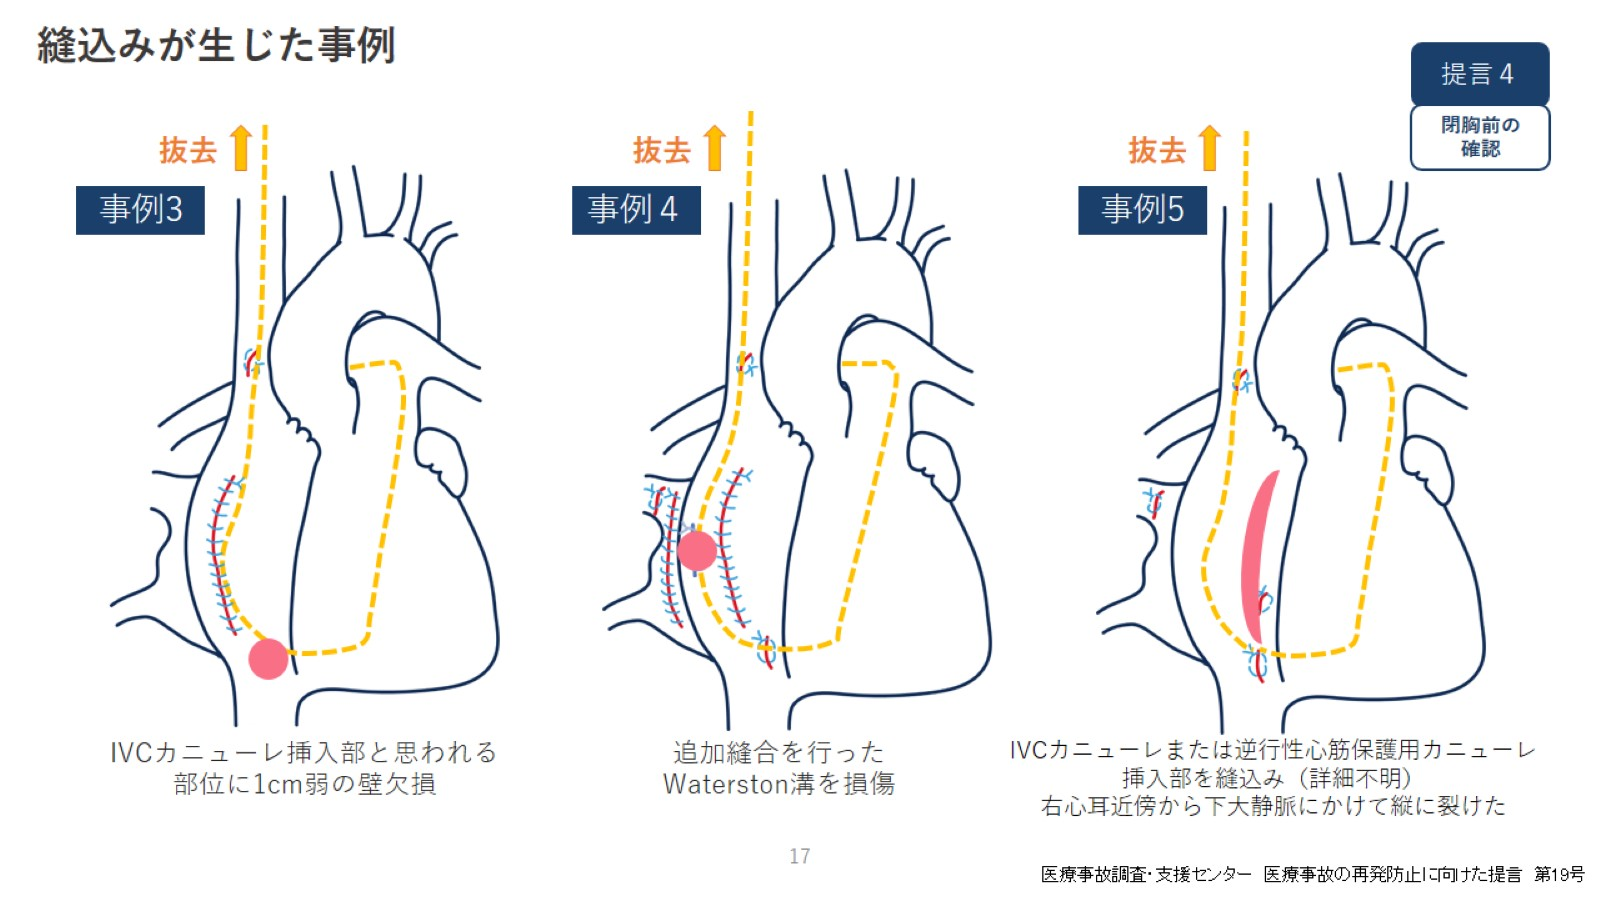 縫込みが生じた事例
提言４
閉胸前の
確認
抜去
事例3
IVCカニューレ挿入部と思われる
部位に1cm弱の壁欠損
抜去
事例４
追加縫合を行った
Waterston溝を損傷
抜去
事例5
IVCカニューレまたは逆行性心筋保護用カニューレ
挿入部を縫込み（詳細不明）
右心耳近傍から下大静脈にかけて縦に裂けた
17
医療事故調査・支援センター　医療事故の再発防止に向けた提言　第19号